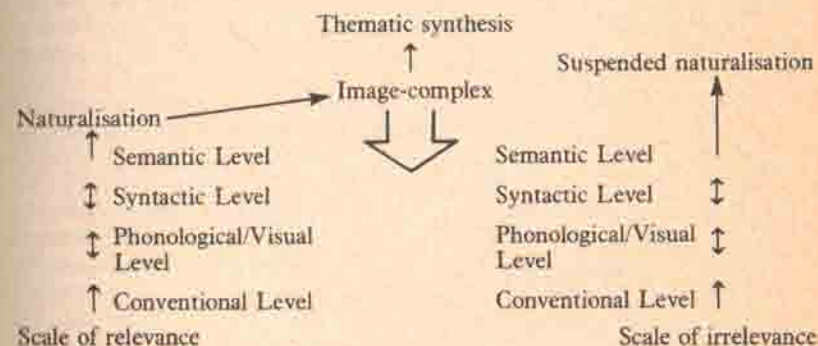 Thematic synthesis
Suspended naturalisation
Image-complex
Naturalisation
Semantic Level
Syntactic Level
Phonological/Visual
Level
Conventional Level
Scale of relevance
Semantic Level
Syntactic Level
Phonological/Visual
Level
Conventional Level
Scale of irrelevance